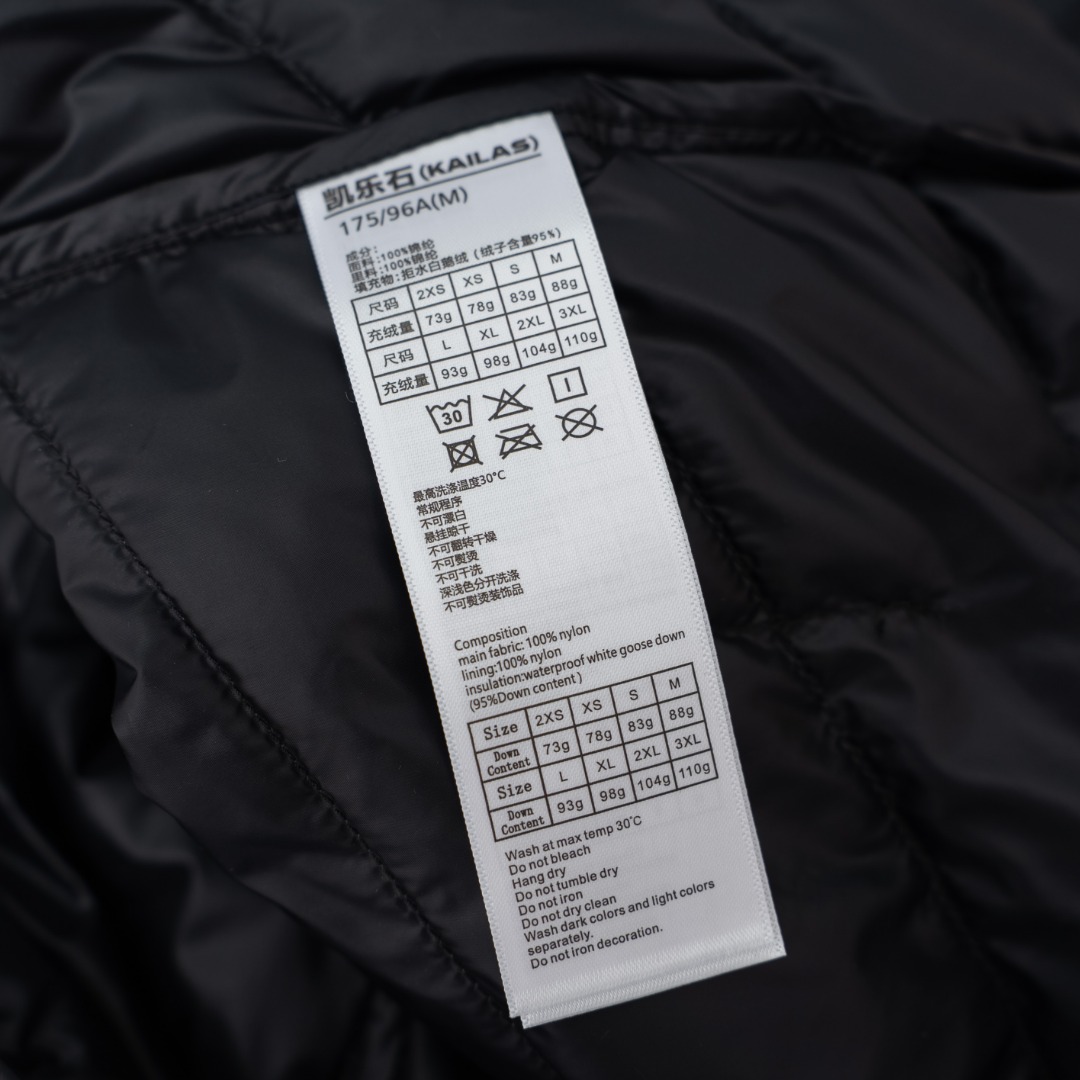 凯乐石(KAILAS)
175/96A(M)
成分：
面料：100%锦纶
里料：100%锦纶
填充物：拒水白鹅绒（绒子含量95%）
尺码 2XS XS S M
充绒量 73g 78g 83g 88g
尺码 L XL 2XL 3XL
充绒量 93g 98g 104g 110g
30
最高洗涤温度30°C
常规程序
不可漂白
悬挂晾干
不可翻转干燥
不可熨烫
不可干洗
深浅色分开洗涤
不可熨烫装饰品
Composition
main fabric: 100% nylon
lining:100% nylon
insulation:waterproof white goose down
(95%Down content )
Size 2XS XS S M
Down Content 73g 78g 83g 88g
Size L XL 2XL 3XL
Down Content 93g 98g 104g 110g
Wash at max temp 30°C
Do not bleach
Hang dry
Do not tumble dry
Do not iron
Do not dry clean
Wash dark colors and light colors
separately.
Do not iron decoration.